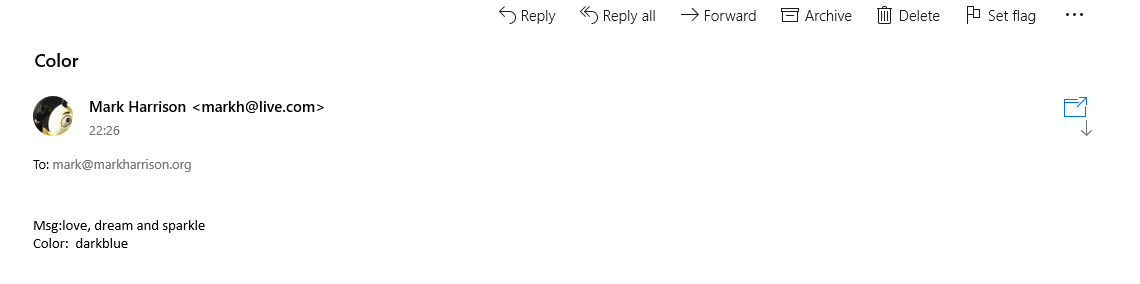 Reply Reply all Forward Archive Delete Set flag ...
Color
Mark Harrison <markh@live.com>
22:26
To: mark@markharrison.org
Msg:love, dream and sparkle
Color:  darkblue